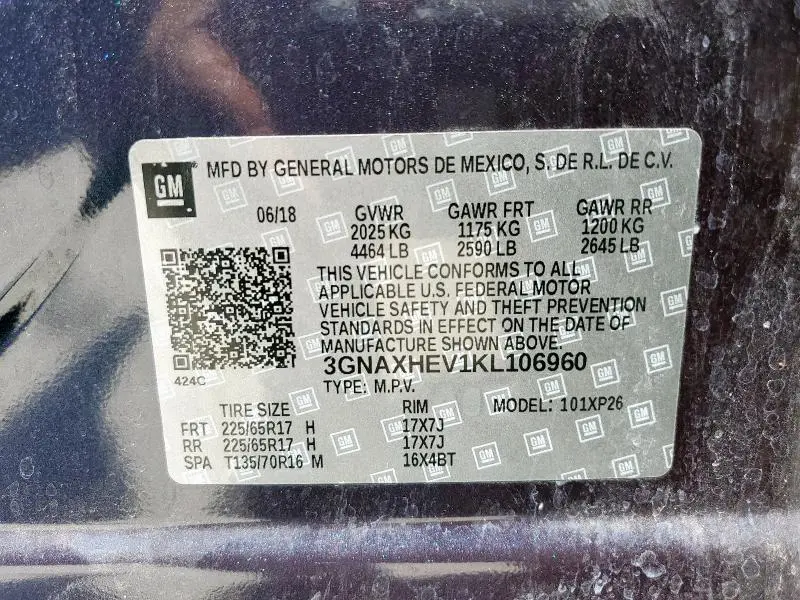 GM
MFD BY GENERAL MOTORS DE MEXICO, S. DE R.L. DE C.V.
06/18 GVWR GAWR FRT GAWR RR
2025 KG 1175 KG 1200 KG
4464 LB 2590 LB 2645 LB
THIS VEHICLE CONFORMS TO ALL
APPLICABLE U.S. FEDERAL MOTOR
VEHICLE SAFETY AND THEFT PREVENTION
STANDARDS IN EFFECT ON THE DATE OF
MANUFACTURE SHOWN ABOVE.
424C
3GNAXHEV1KL106960
TYPE: M.P.V.
TIRE SIZE RIM MODEL: 101XP26
FRT 225/65R17 H 17X7J
RR 225/65R17 H 17X7J
SPA T135/70R16 M 16X4BT